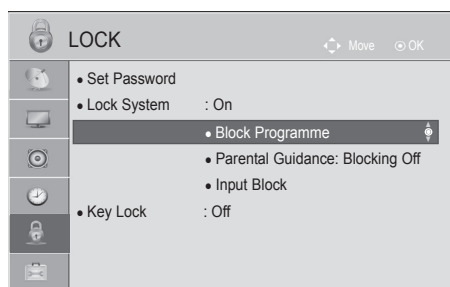 LOCK
Move OK
• Set Password
• Lock System : On
• Block Programme
• Parental Guidance: Blocking Off
• Input Block
• Key Lock : Off